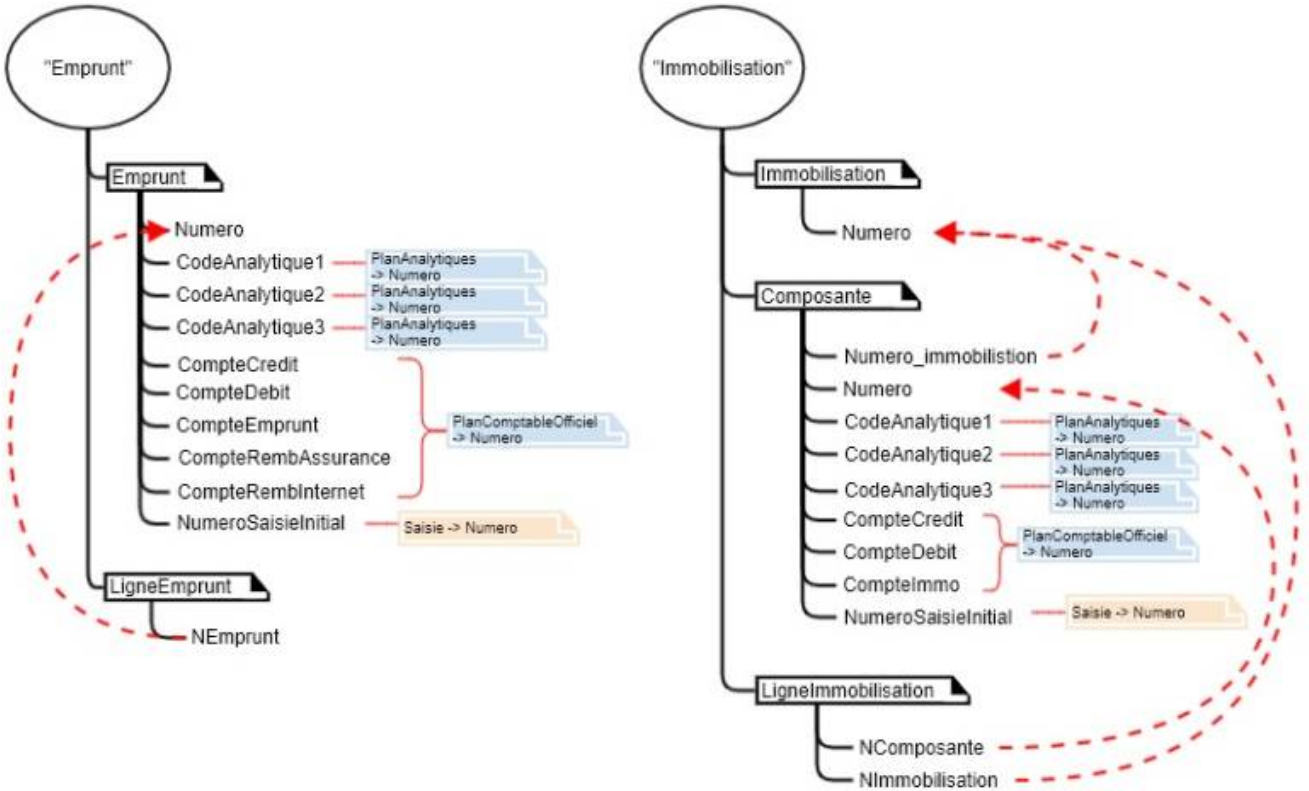 "Emprunt"
Emprunt
Numero
CodeAnalytique1
PlanAnalytiques
-> Numero
CodeAnalytique2
PlanAnalytiques
-> Numero
CodeAnalytique3
PlanAnalytiques
-> Numero
CompteCredit
CompteDebit
CompteEmprunt
CompteRembAssurance
CompteRembInternet
PlanComptableOfficiel
-> Numero
NumeroSaisieInitial
Saisie -> Numero
LigneEmprunt
NEmprunt
"Immobilisation"
Immobilisation
Numero
Composante
Numero_immobilistion
Numero
CodeAnalytique1
PlanAnalytiques
-> Numero
CodeAnalytique2
PlanAnalytiques
-> Numero
CodeAnalytique3
PlanAnalytiques
-> Numero
CompteCredit
CompteDebit
CompteImmo
PlanComptableOfficiel
-> Numero
NumeroSaisieInitial
Saisie -> Numero
LigneImmobilisation
NComposante
NImmobilisation